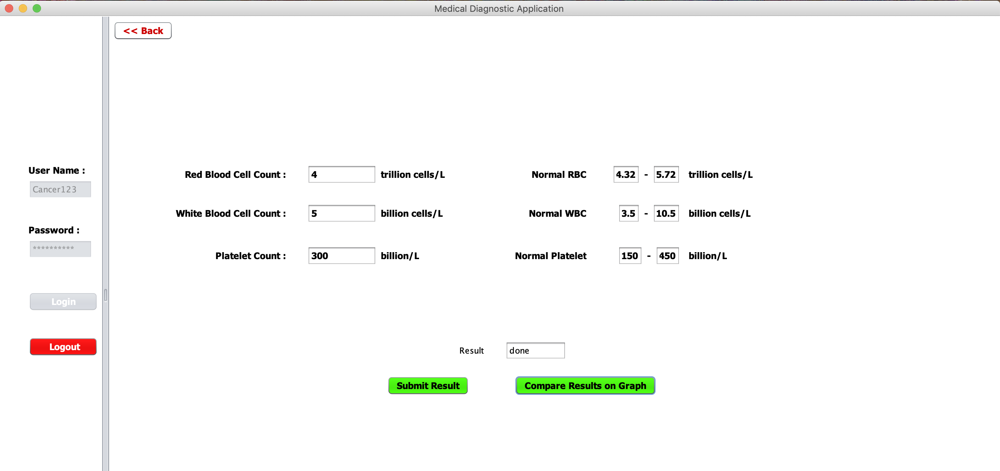 Medical Diagnostic Application
<< Back
User Name :
Cancer123
Password :
**********
Login
Logout
Red Blood Cell Count : 4 trillion cells/L Normal RBC 4.32 - 5.72 trillion cells/L
White Blood Cell Count : 5 billion cells/L Normal WBC 3.5 - 10.5 billion cells/L
Platelet Count : 300 billion/L Normal Platelet 150 - 450 billion/L
Result done
Submit Result Compare Results on Graph